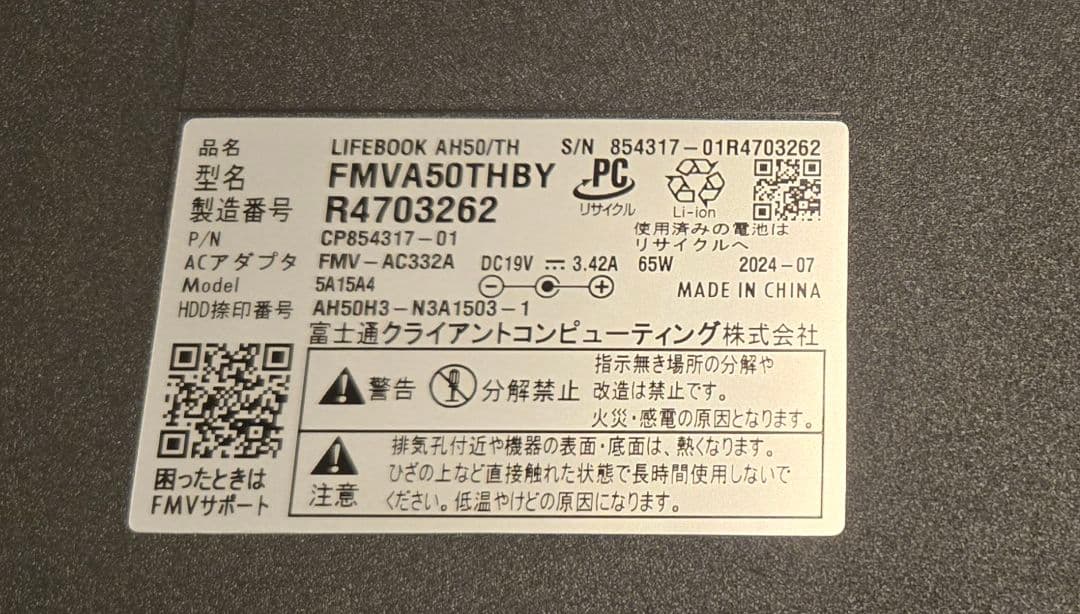 品名 LIFEBOOK AH50/TH S/N 854317-01R4703262
型名 FMVA50THBY
製造番号 R4703262
PC
リサイクル
Li-ion
使用済みの電池は
リサイクルへ
P/N CP854317-01
ACアダプタ FMV-AC332A DC19V 3.42A 65W 2024-07
Model 5A15A4
MADE IN CHINA
HDD捺印番号 AH50H3-N3A1503-1
富士通クライアントコンピューティング株式会社
警告 分解禁止
指示無き場所の分解や
改造は禁止です。
火災・感電の原因となります。
注意
排気孔付近や機器の表面・底面は、熱くなります。
ひざの上など直接触れた状態で長時間使用しないで
ください。低温やけどの原因になります。
困ったときは
FMVサポート